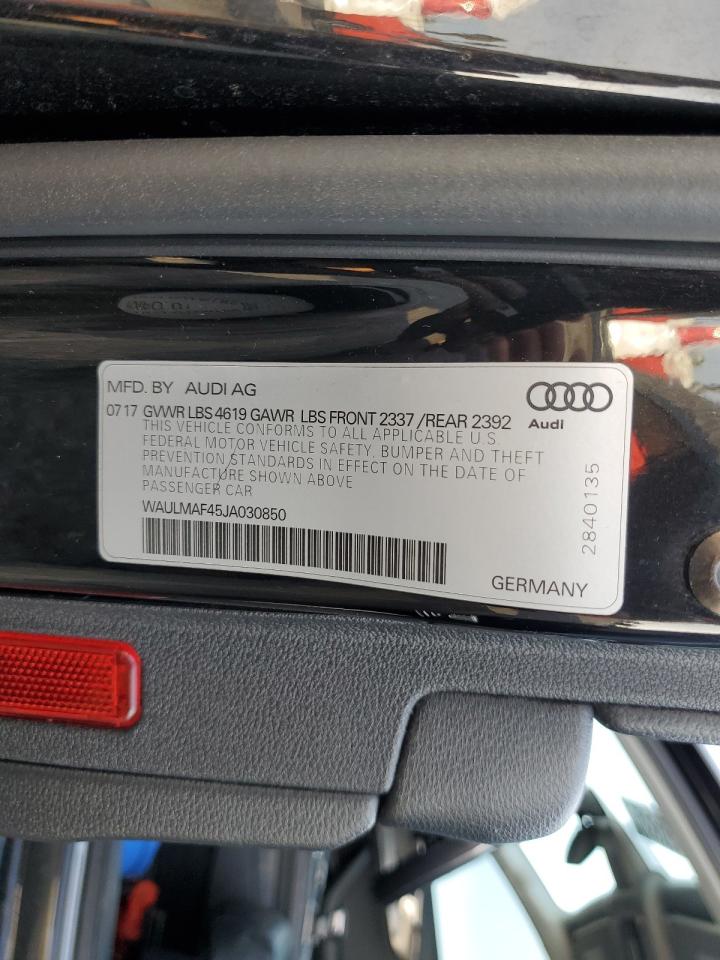 MFD. BY AUDI AG
07 17 GVWR LBS 4619 GAWR LBS FRONT 2337 /REAR 2392
THIS VEHICLE CONFORMS TO ALL APPLICABLE U.S.
FEDERAL MOTOR VEHICLE SAFETY, BUMPER AND THEFT
PREVENTION STANDARDS IN EFFECT ON THE DATE OF
MANUFACTURE SHOWN ABOVE
PASSENGER CAR
WAULMAF45JA030850
GERMANY
Audi
2840135